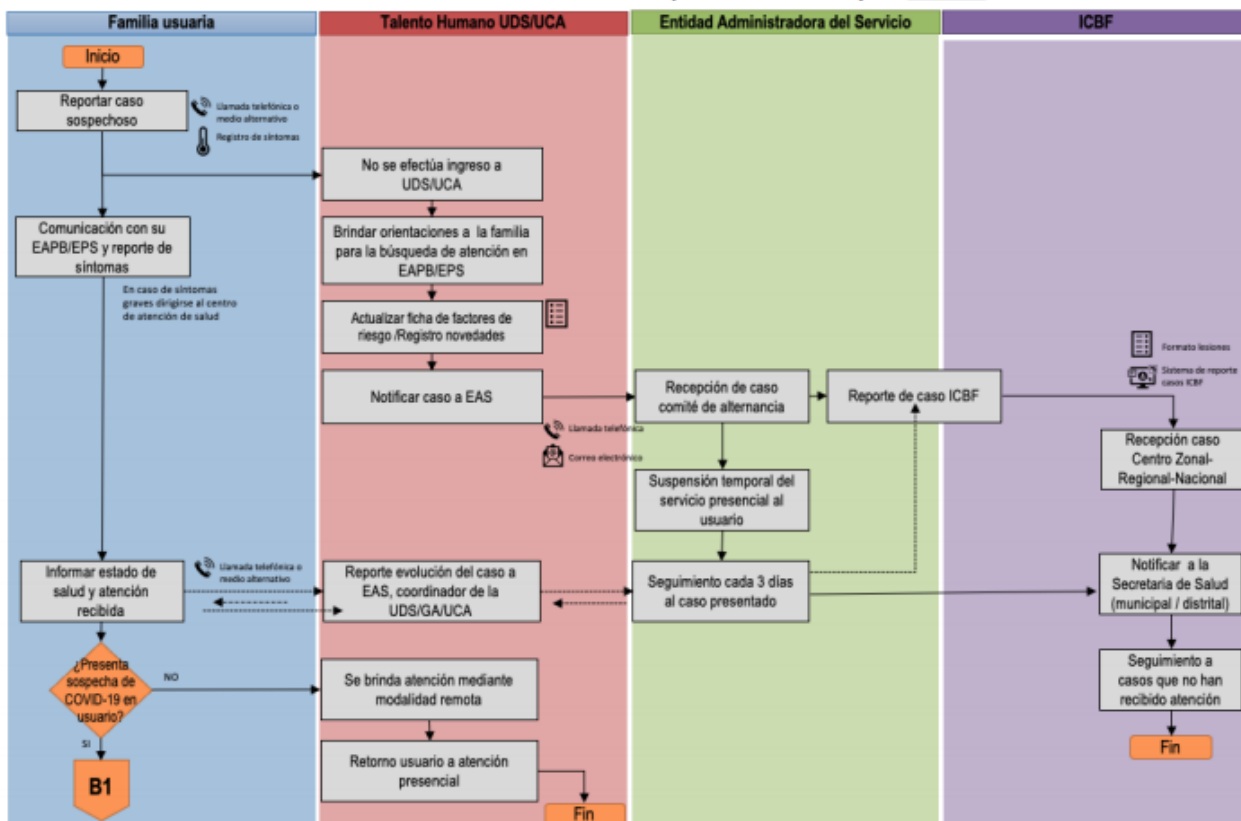 Familia usuaria
Talento Humano UDS/UCA
Entidad Administradora del Servicio
ICBF
Inicio
Reportar caso
sospechoso
Llamada telefónica o
medio alternativo
Registro de síntomas
No se efectúa ingreso a
UDS/UCA
Comunicación con su
EAPB/EPS y reporte de
síntomas
Brindar orientaciones a la familia
para la búsqueda de atención en
EAPB/EPS
En caso de síntomas
graves dirigirse al centro
de atención de salud
Actualizar ficha de factores de
riesgo /Registro novedades
Formato lesiones
Sistema de reporte
casos ICBF
Notificar caso a EAS
Recepción de caso
comité de alternancia
Reporte de caso ICBF
Llamada telefónica
Correo electrónico
Recepción caso
Centro Zonal-
Regional-Nacional
Suspensión temporal del
servicio presencial al
usuario
Informar estado de
salud y atención
recibida
Llamada telefónica o
medio alternativo
Reporte evolución del caso a
EAS, coordinador de la
UDS/GA/UCA
Seguimiento cada 3 días
al caso presentado
Notificar a la
Secretaria de Salud
(municipal / distrital)
¿Presenta
sospecha de
COVID-19 en
usuario?
NO
Se brinda atención mediante
modalidad remota
Seguimiento a
casos que no han
recibido atención
SI
B1
Retorno usuario a atención
presencial
Fin
Fin